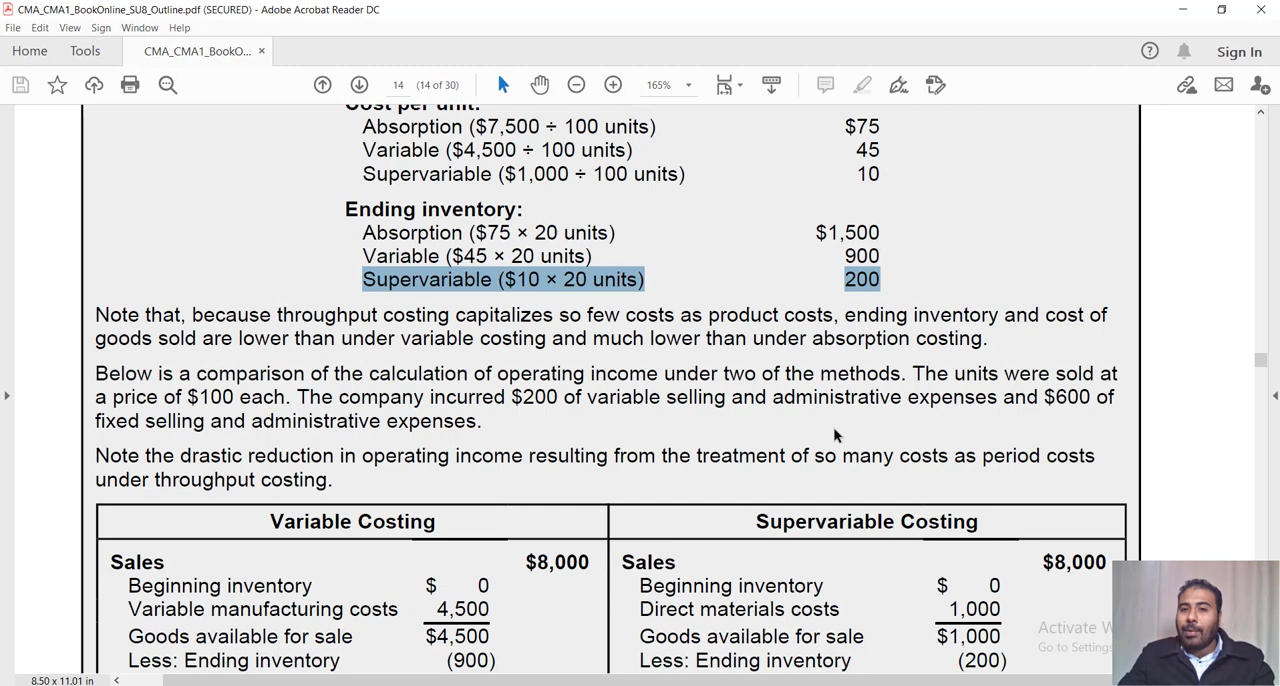 CMA_CMA1_BookOnline_SU8_Outline.pdf (SECURED) - Adobe Acrobat Reader DC
File Edit View Sign Window Help
Home Tools CMA_CMA1_BookO... × Sign In
14 (14 of 30) 165%
Cost per unit:
Absorption ($7,500 ÷ 100 units) $75
Variable ($4,500 ÷ 100 units) 45
Supervariable ($1,000 ÷ 100 units) 10
Ending inventory:
Absorption ($75 × 20 units) $1,500
Variable ($45 × 20 units) 900
Supervariable ($10 × 20 units) 200
Note that, because throughput costing capitalizes so few costs as product costs, ending inventory and cost of
goods sold are lower than under variable costing and much lower than under absorption costing.
Below is a comparison of the calculation of operating income under two of the methods. The units were sold at
a price of $100 each. The company incurred $200 of variable selling and administrative expenses and $600 of
fixed selling and administrative expenses.
Note the drastic reduction in operating income resulting from the treatment of so many costs as period costs
under throughput costing.
Variable Costing Supervariable Costing
Sales $8,000 Sales $8,000
Beginning inventory $ 0 Beginning inventory $ 0
Variable manufacturing costs 4,500 Direct materials costs 1,000
Goods available for sale $4,500 Goods available for sale $1,000
Less: Ending inventory (900) Less: Ending inventory (200)
Activate W
Go to Settings
8.50 x 11.01 in